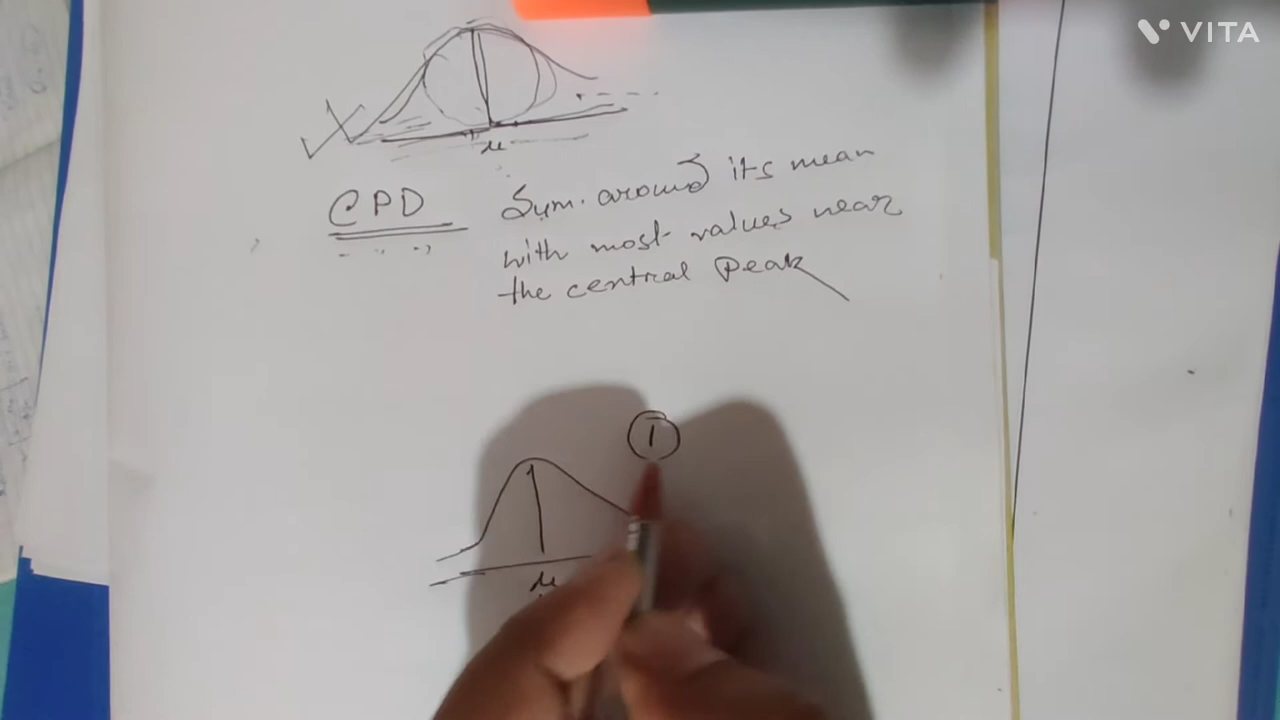 VITA
μ
CPD
Sym. around its mean
with most values near
the central Peak
1
μ